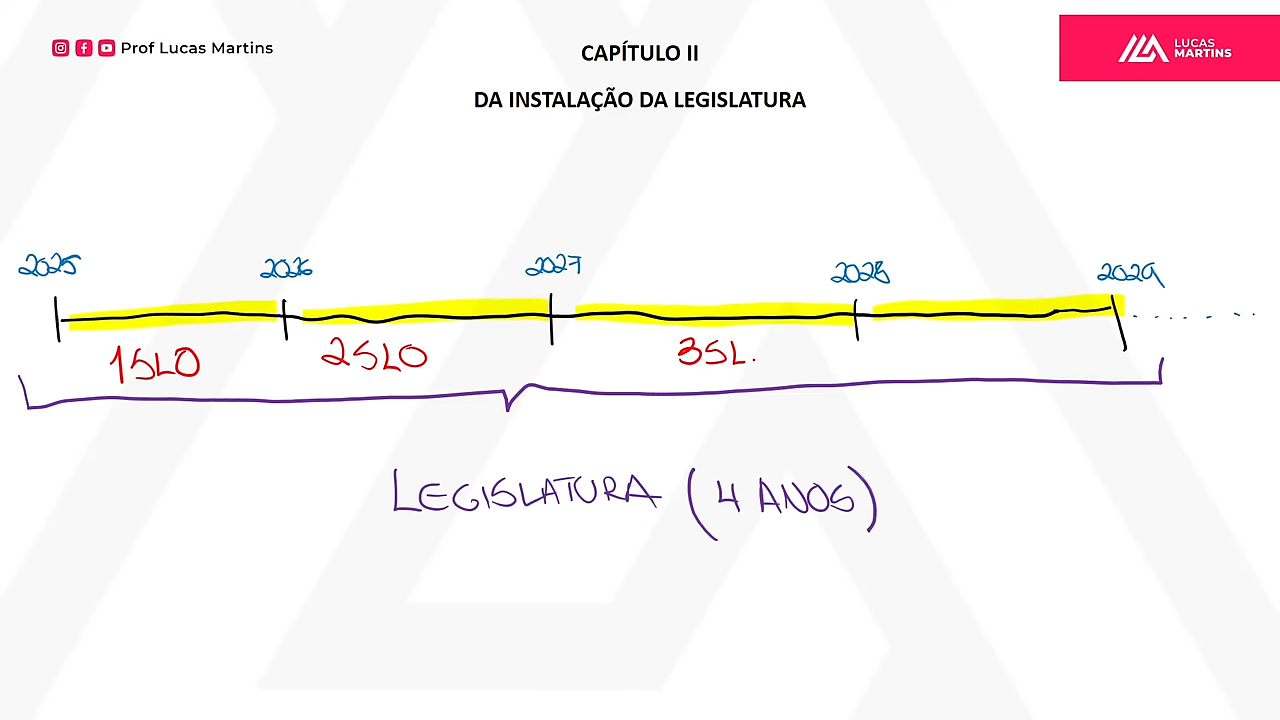 Prof Lucas Martins
LUCAS
MARTINS
CAPÍTULO II
DA INSTALAÇÃO DA LEGISLATURA
2025 2026 2027 2028 2029
1SLO 2SLO 3SL.
LEGISLATURA (4 ANOS)